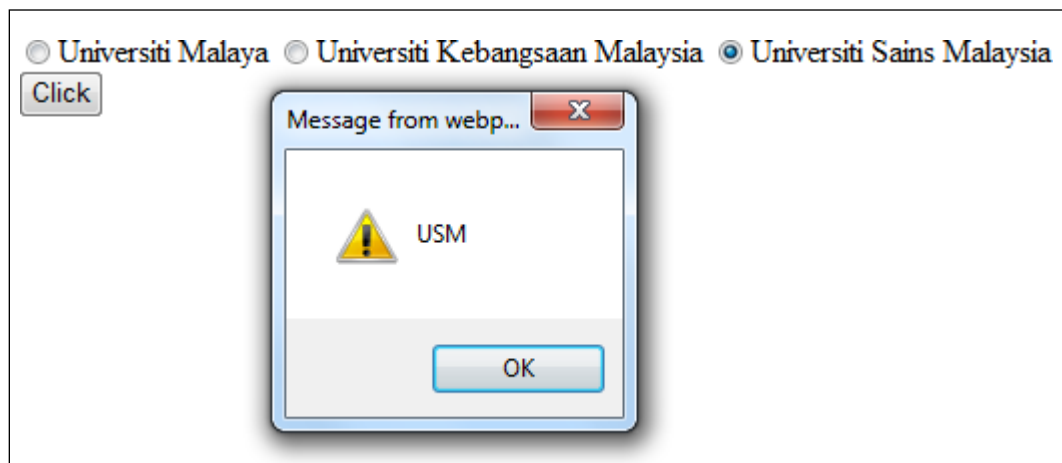 Universiti Malaya Universiti Kebangsaan Malaysia Universiti Sains Malaysia
Click
Message from webp...
USM
OK